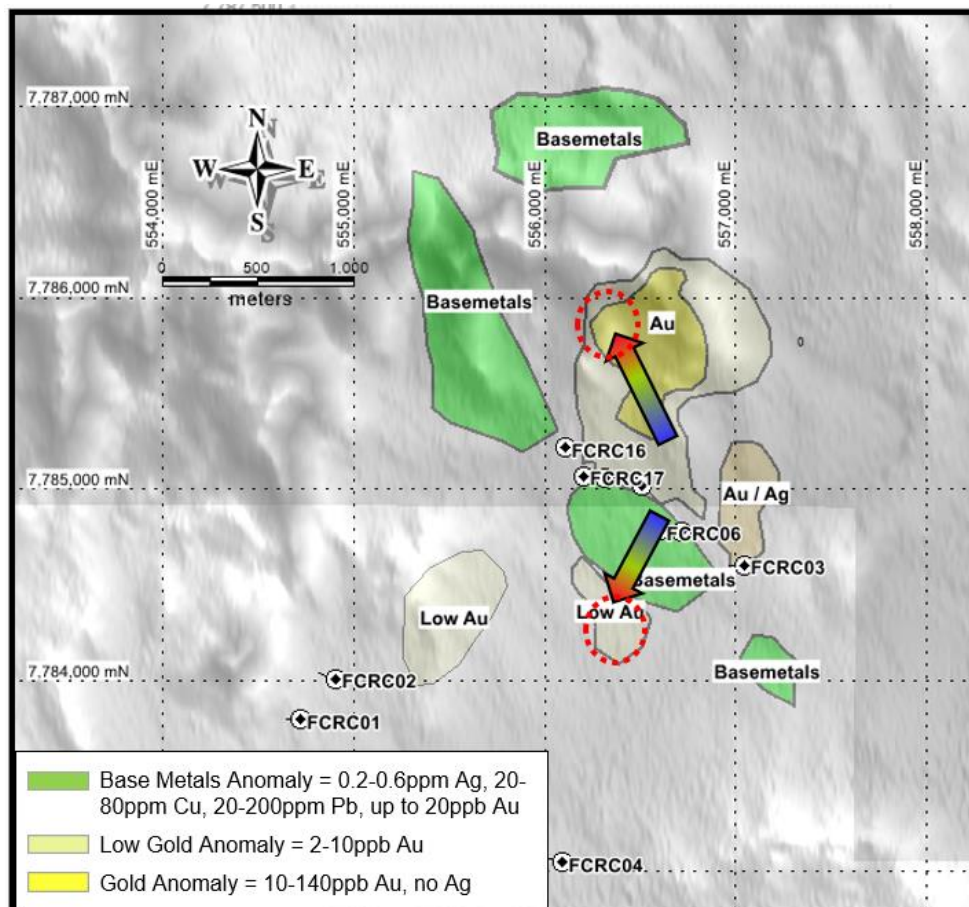 7,787,000 mN
Basemetals
N
W E
S
554,000 mE
555,000 mE
556,000 mE
557,000 mE
558,000 mE
0 500 1,000
meters
7,786,000 mN
Basemetals
Au
0
FCRC16
7,785,000 mN
FCRC17
Au / Ag
FCRC06
FCRC03
Basemetals
Low Au
Low Au
7,784,000 mN
Basemetals
FCRC02
FCRC01
Base Metals Anomaly = 0.2-0.6ppm Ag, 20-
80ppm Cu, 20-200ppm Pb, up to 20ppb Au
Low Gold Anomaly = 2-10ppb Au
Gold Anomaly = 10-140ppb Au, no Ag
FCRC04